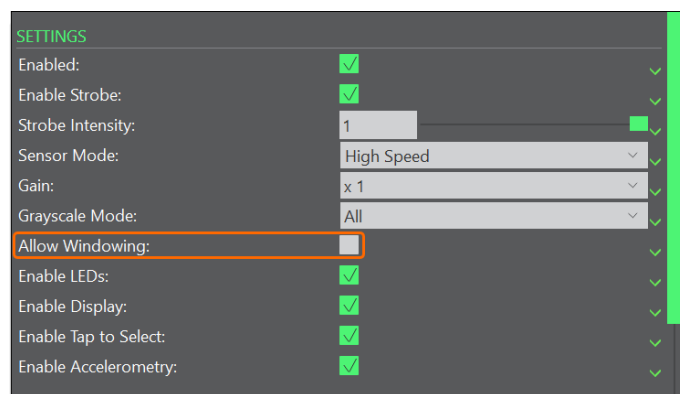 SETTINGS
Enabled:
Enable Strobe:
Strobe Intensity: 1
Sensor Mode: High Speed
Gain: x 1
Grayscale Mode: All
Allow Windowing:
Enable LEDs:
Enable Display:
Enable Tap to Select:
Enable Accelerometry: